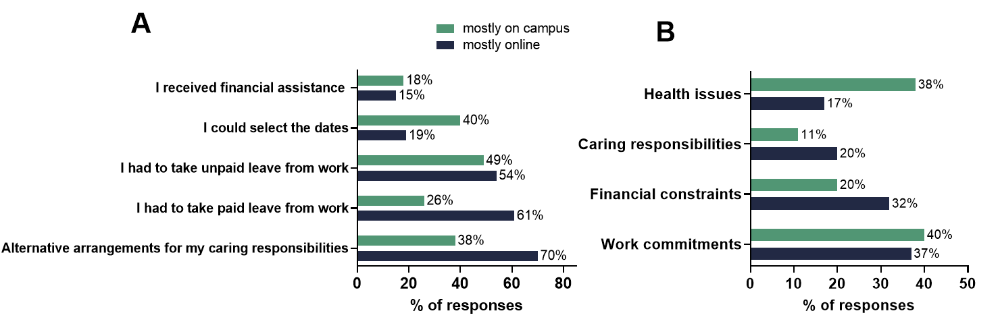 A
mostly on campus
mostly online
I received financial assistance
18%
15%
I could select the dates
40%
19%
I had to take unpaid leave from work
49%
54%
I had to take paid leave from work
26%
61%
Alternative arrangements for my caring responsibilities
38%
70%
0 20 40 60 80
% of responses
B
Health issues
38%
17%
Caring responsibilities
11%
20%
Financial constraints
20%
32%
Work commitments
40%
37%
0 10 20 30 40 50
% of responses